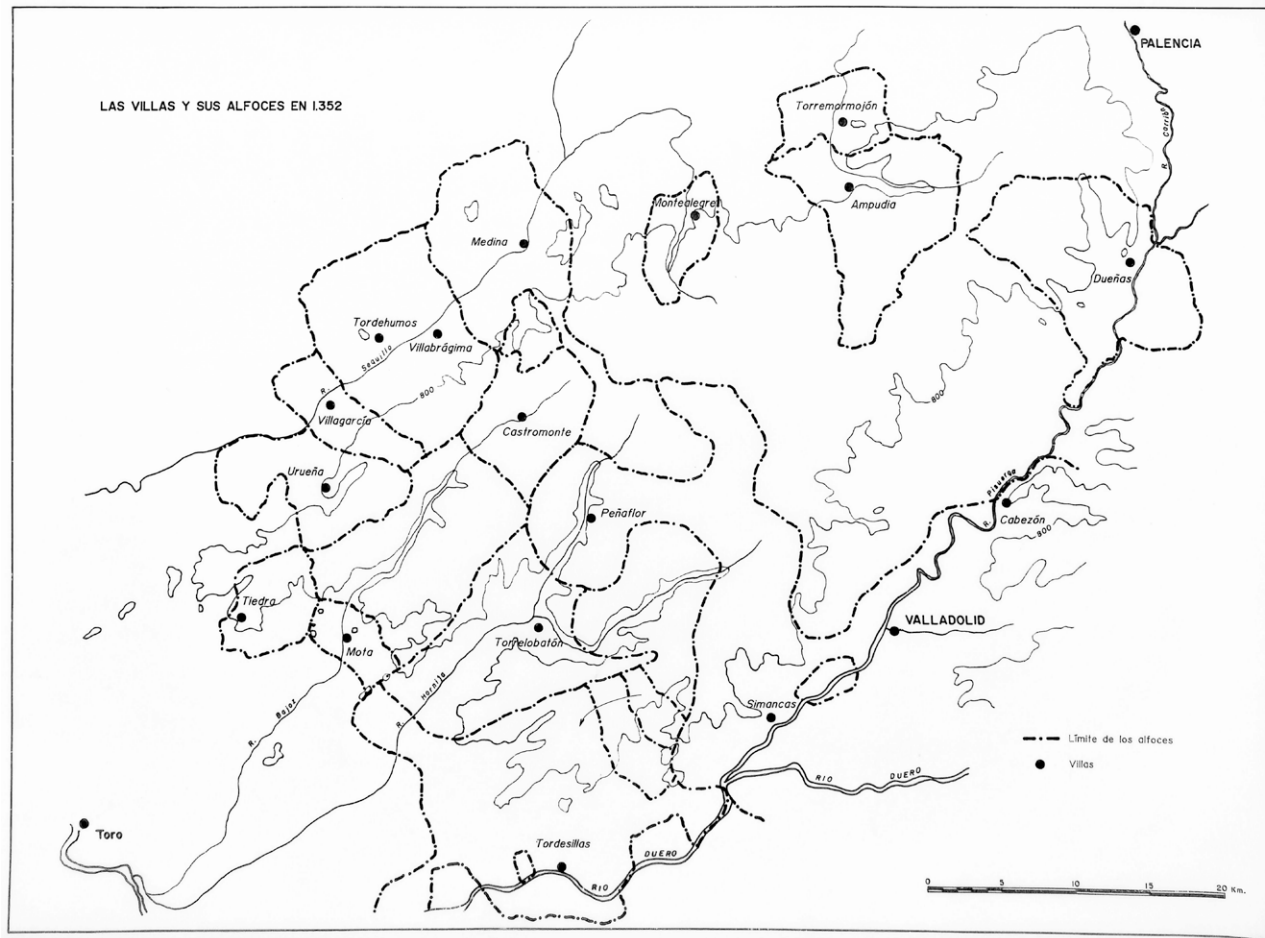 PALENCIA
LAS VILLAS Y SUS ALFOCES EN 1.352
Torremormojón
R. Carrión
Montealegre
Ampudia
Medina
Dueñas
Tordehumos
Villabrágima
R. Sequillo
800
800
Villagarcía
Castromonte
Urueña
Peñaflor
R. Pisuerga
Cabezón
800
Tiedra
Mota
Torrelobatón
VALLADOLID
R. Bajoz
R. Hornija
Simancas
Límite de los alfoces
Villas
RIO DUERO
Toro
Tordesillas
RIO DUERO
0 5 10 15 20 Km.